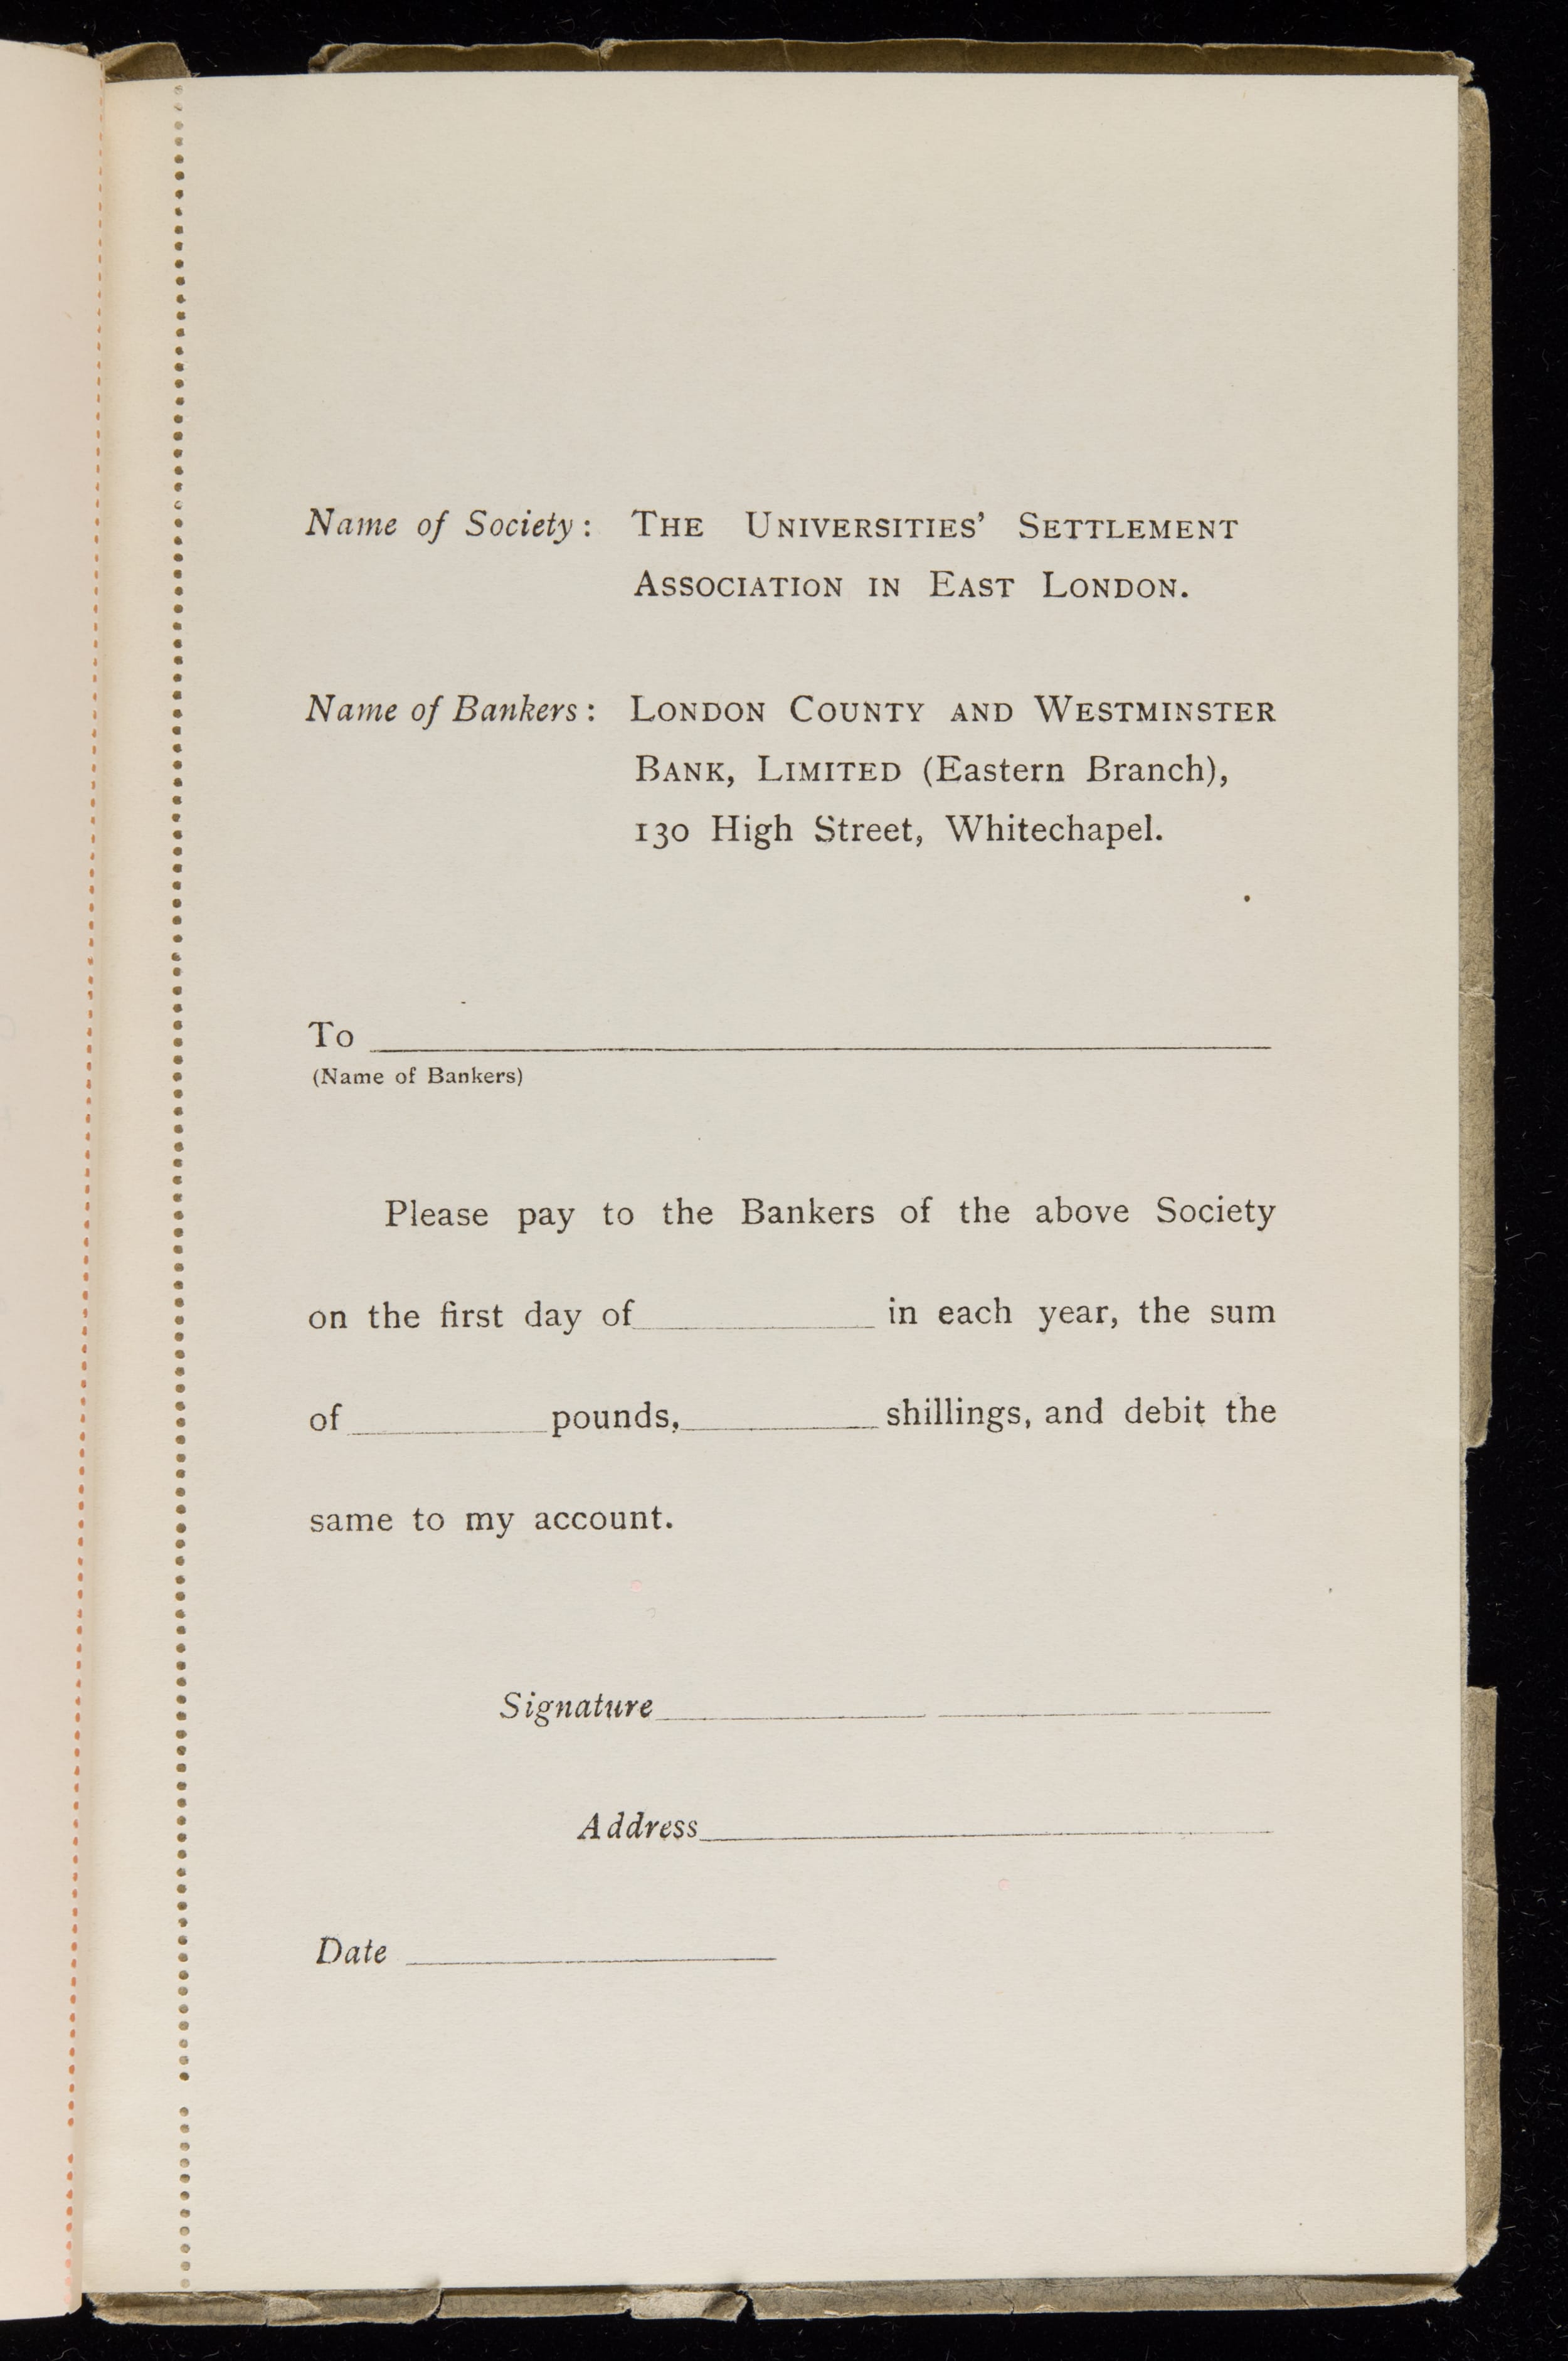 Name of Society: THE UNIVERSITIES' SETTLEMENT
ASSOCIATION IN EAST LONDON.
Name of Bankers: LONDON COUNTY AND WESTMINSTER
BANK, LIMITED (Eastern Branch),
130 High Street, Whitechapel.
To
(Name of Bankers)
Please pay to the Bankers of the above Society
on the first day of in each year, the sum
of pounds, shillings, and debit the
same to my account.
Signature
Address
Date